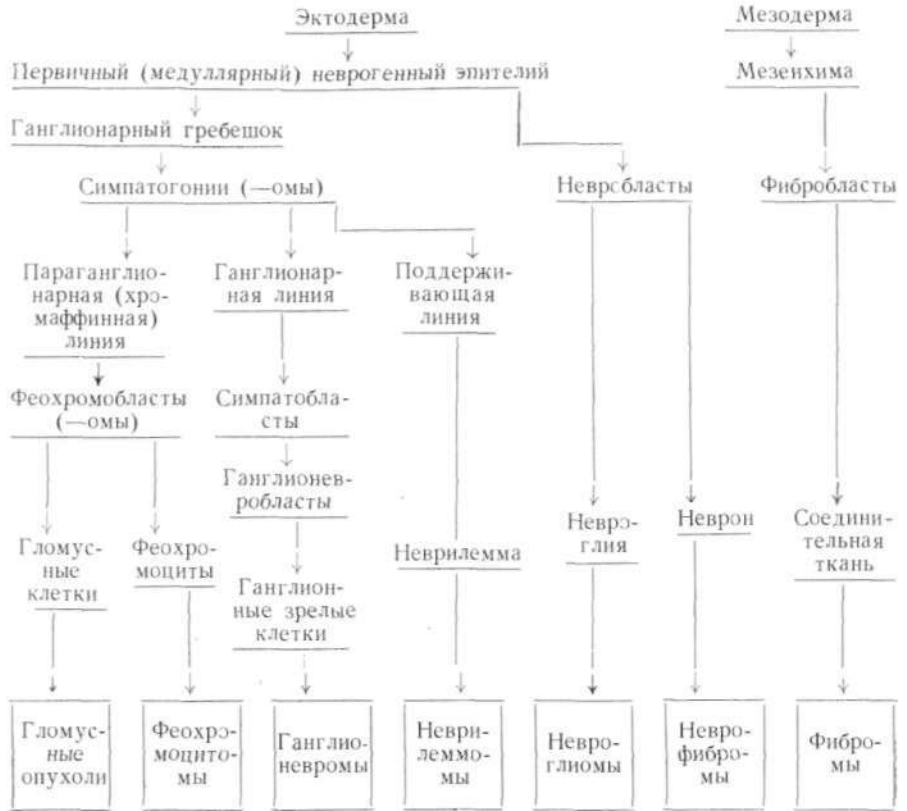 Эктодерма
Мезодерма
Первичный (медуллярный) неврогенный эпителий
Мезенхима
Ганглионарный гребешок
Симпатогонии (—омы)
Невробласты
Фибробласты
Параганглио-
нарная (хро-
маффинная)
линия
Ганглионар-
ная линия
Поддержи-
вающая
линия
Феохромобласты
(—омы)
Симпатобла-
сты
Ганглионев-
робласты
Гломус-
ные
клетки
Феохро-
моциты
Ганглион-
ные зрелые
клетки
Неврилемма
Невро-
глия
Неврон
Соедини-
тельная
ткань
Гломус-
ные
опухоли
Феохро-
моцито-
мы
Ганглио-
невромы
Неври-
леммо-
мы
Невро-
глиомы
Невро-
фибро-
мы
Фибро-
мы